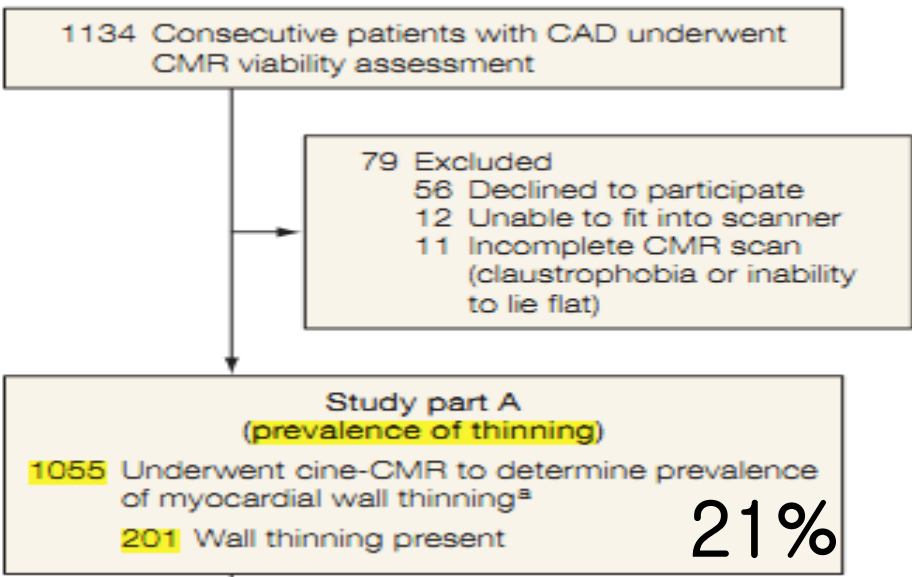 1134 Consecutive patients with CAD underwent
CMR viability assessment
79 Excluded
56 Declined to participate
12 Unable to fit into scanner
11 Incomplete CMR scan
(claustrophobia or inability
to lie flat)
Study part A
(prevalence of thinning)
1055 Underwent cine-CMR to determine prevalence
of myocardial wall thinningᵃ
201 Wall thinning present
21%